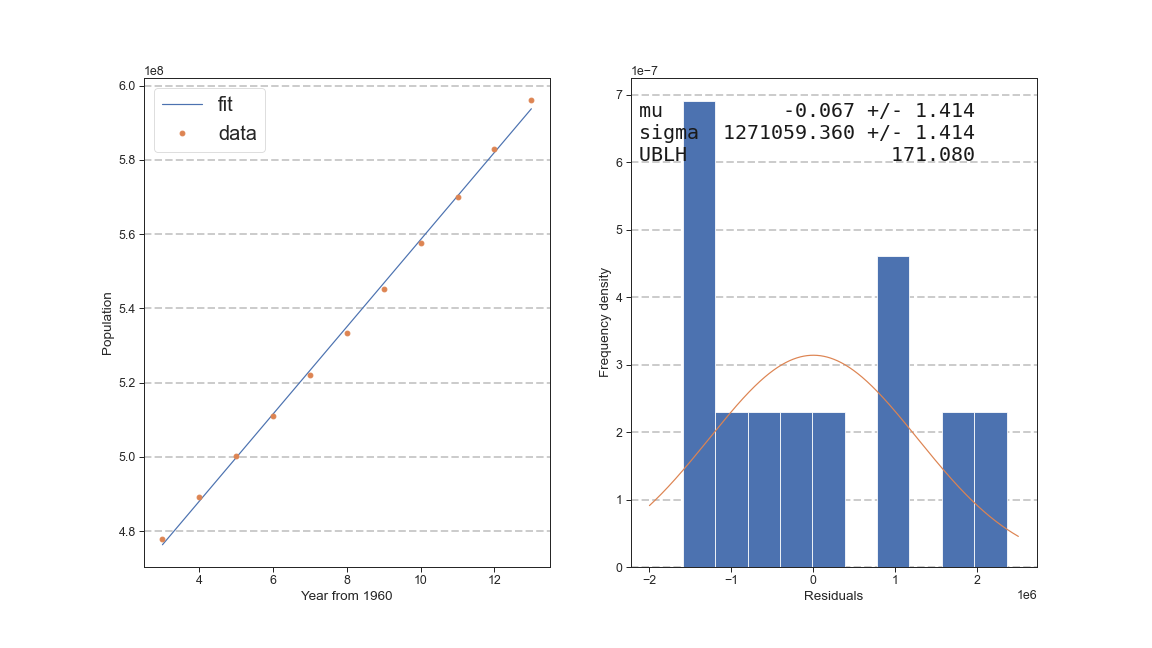 1e8
6.0
5.8
5.6
5.4
5.2
5.0
4.8
4 6 8 10 12
Year from 1960
Population
fit
data
1e−7
7
6
5
4
3
2
1
0
−2 −1 0 1 2
1e6
Residuals
Frequency density
mu -0.067 +/- 1.414
sigma 1271059.360 +/- 1.414
UBLH 171.080